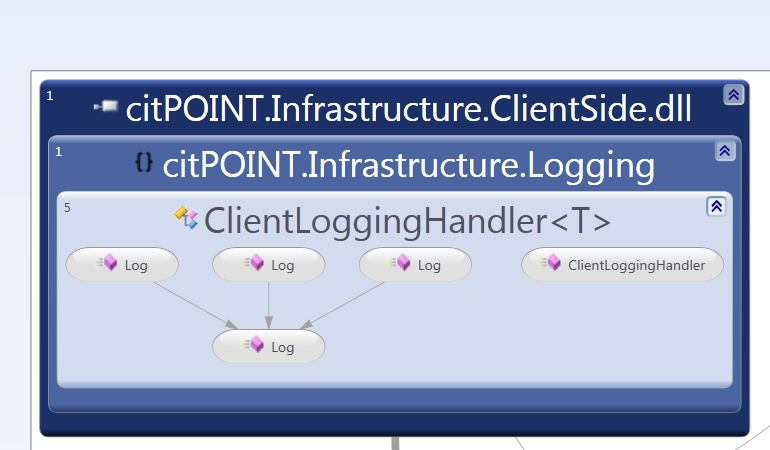 1
citPOINT.Infrastructure.ClientSide.dll
1
{} citPOINT.Infrastructure.Logging
5
ClientLoggingHandler<T>
Log Log Log ClientLoggingHandler
Log